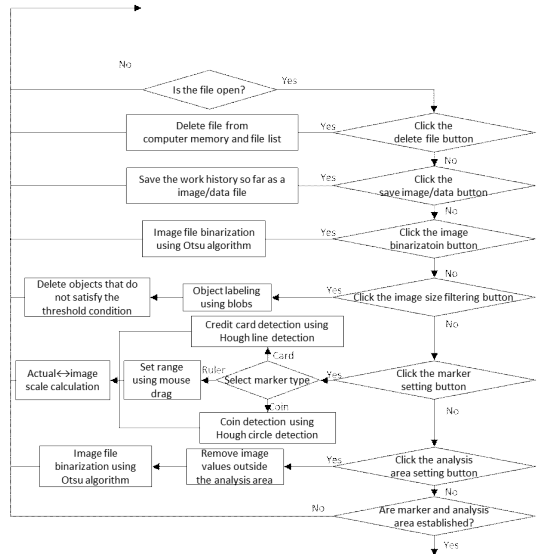 No
Is the file open?
Yes
Delete file from
computer memory and file list
Yes
Click the
delete file button
No
Save the work history so far as a
image/data file
Yes
Click the
save image/data button
No
Image file binarization
using Otsu algorithm
Yes
Click the image
binarizatoin button
No
Delete objects that do
not satisfy the
threshold condition
Object labeling
using blobs
Yes
Click the image size filtering button
No
Credit card detection using
Hough line detection
Card
Actual↔image
scale calculation
Set range
using mouse
drag
Ruler
Select marker type
Yes
Click the marker
setting button
Coin
No
Coin detection using
Hough circle detection
Image file
binarization using
Otsu algorithm
Remove image
values outside
the analysis area
Yes
Click the analysis
area setting button
No
No
Are marker and analysis
area established?
Yes